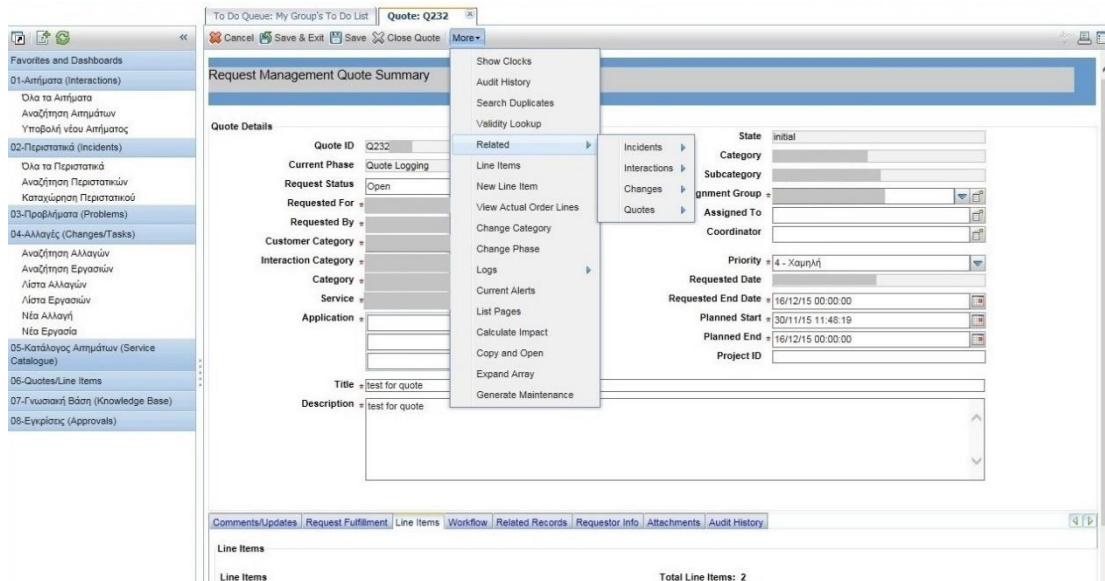 To Do Queue: My Group's To Do List
Quote: Q232
Cancel
Save & Exit
Save
Close Quote
More
Favorites and Dashboards
01-Αιτήματα (Interactions)
Όλα τα Αιτήματα
Αναζήτηση Αιτημάτων
Υποβολή νέου Αιτήματος
02-Περιστατικά (Incidents)
Όλα τα Περιστατικά
Αναζήτηση Περιστατικών
Καταχώρηση Περιστατικού
03-Προβλήματα (Problems)
04-Αλλαγές (Changes/Tasks)
Αναζήτηση Αλλαγών
Αναζήτηση Εργασιών
Λίστα Αλλαγών
Λίστα Εργασιών
Νέα Αλλαγή
Νέα Εργασία
05-Κατάλογος Αιτημάτων (Service
Catalogue)
06-Quotes/Line Items
07-Γνωσιακή Βάση (Knowledge Base)
08-Εγκρίσεις (Approvals)
Request Management Quote Summary
Quote Details
Quote ID Q232
Current Phase Quote Logging
Request Status Open
Requested For
Requested By
Customer Category
Interaction Category
Category
Service
Application
Title test for quote
Description test for quote
Show Clocks
Audit History
Search Duplicates
Validity Lookup
Related
Line Items
New Line Item
View Actual Order Lines
Change Category
Change Phase
Logs
Current Alerts
List Pages
Calculate Impact
Copy and Open
Expand Array
Generate Maintenance
Incidents
Interactions
Changes
Quotes
State initial
Category
Subcategory
gnment Group
Assigned To
Coordinator
Priority 4 - Χαμηλή
Requested Date
Requested End Date 16/12/15 00:00:00
Planned Start 30/11/15 11:48:19
Planned End 16/12/15 00:00:00
Project ID
Comments/Updates
Request Fulfillment
Line Items
Workflow
Related Records
Requestor Info
Attachments
Audit History
Line Items
Line Items
Total Line Items: 2